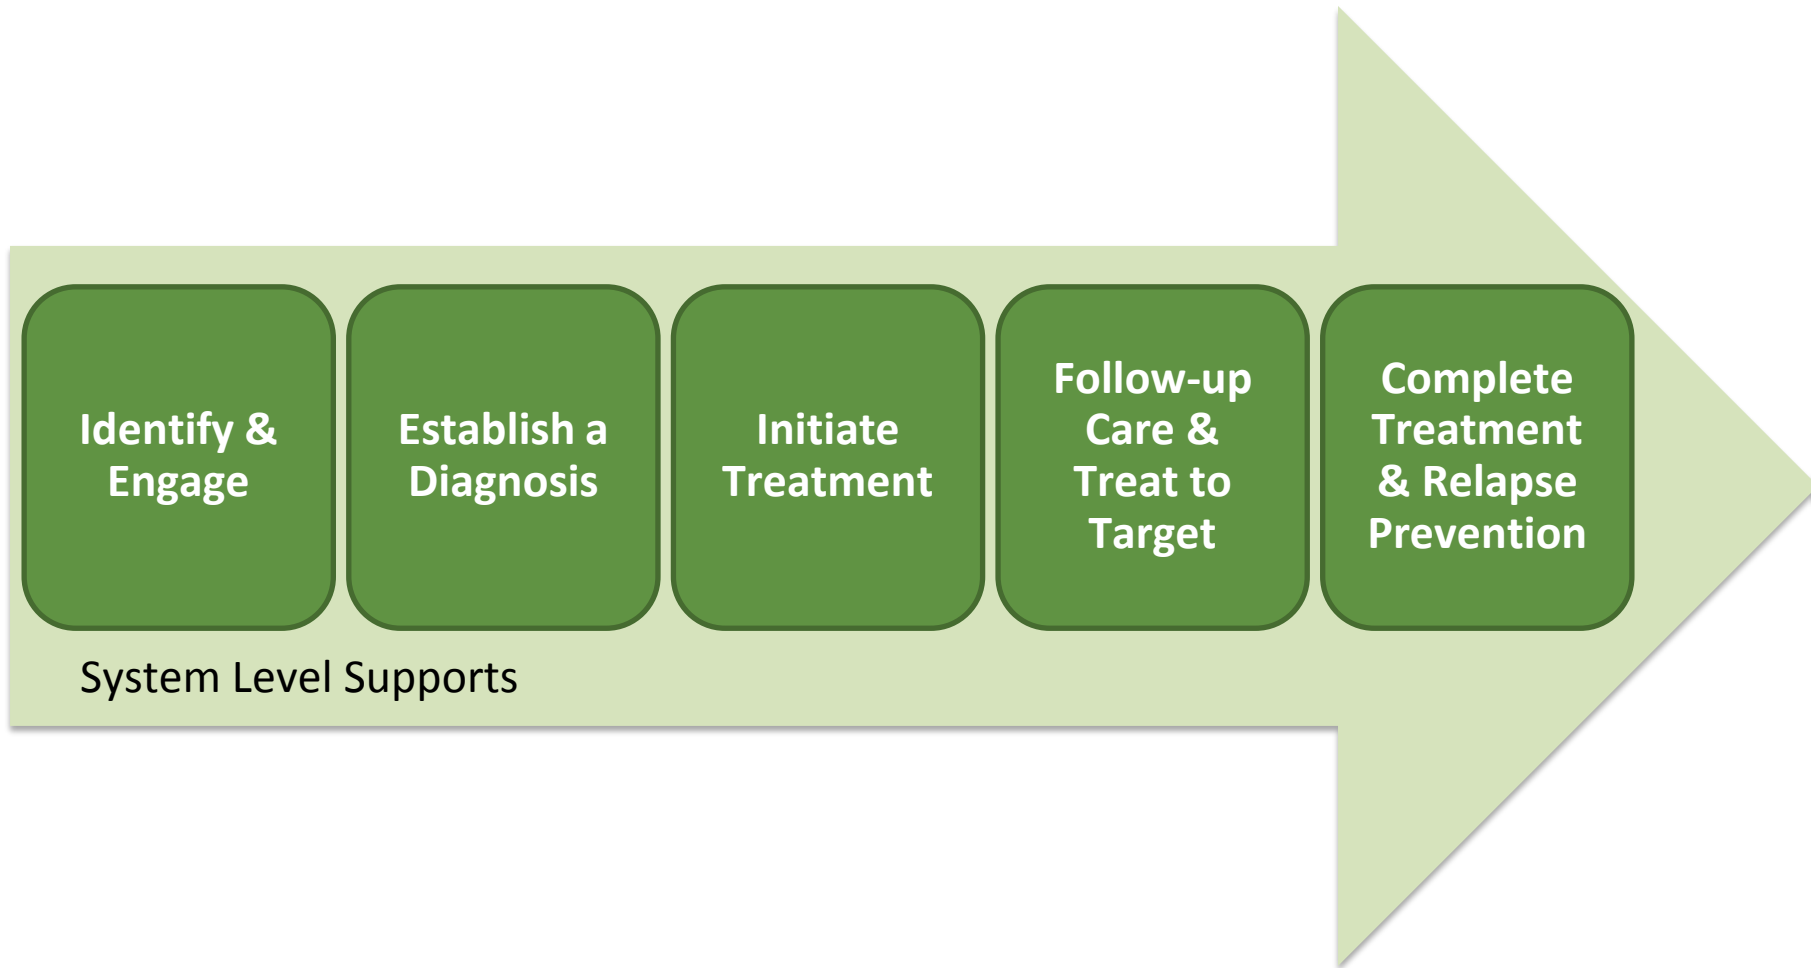 Identify &
Engage
Establish a
Diagnosis
Initiate
Treatment
Follow-up
Care &
Treat to
Target
Complete
Treatment
& Relapse
Prevention
System Level Supports